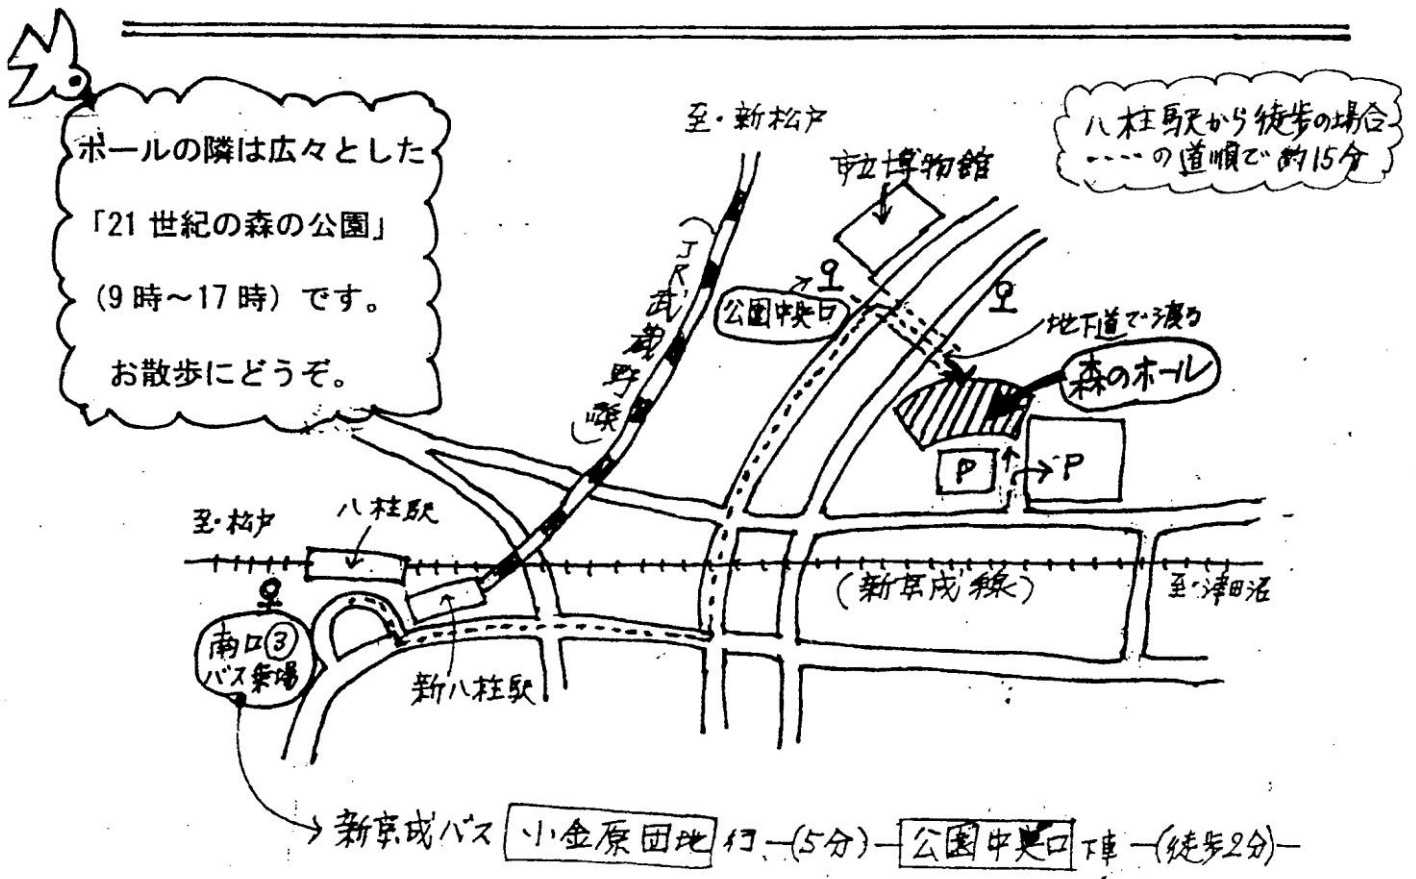 ホールの隣は広々とした
「21世紀の森の公園」
(9時～17時)です。
お散歩にどうぞ。
至・新松戸
市立博物館
八柱駅から徒歩の場合
‥‥の道順で約15分
(JR武蔵野線)
公園中央口
地下道で渡る
森のホール
P
P
至・松戸
八柱駅
(新京成線)
至・津田沼
南口③
バス乗場
新八柱駅
新京成バス 小金原団地 行 ―(5分)― 公園中央口 下車 ―(徒歩2分)―